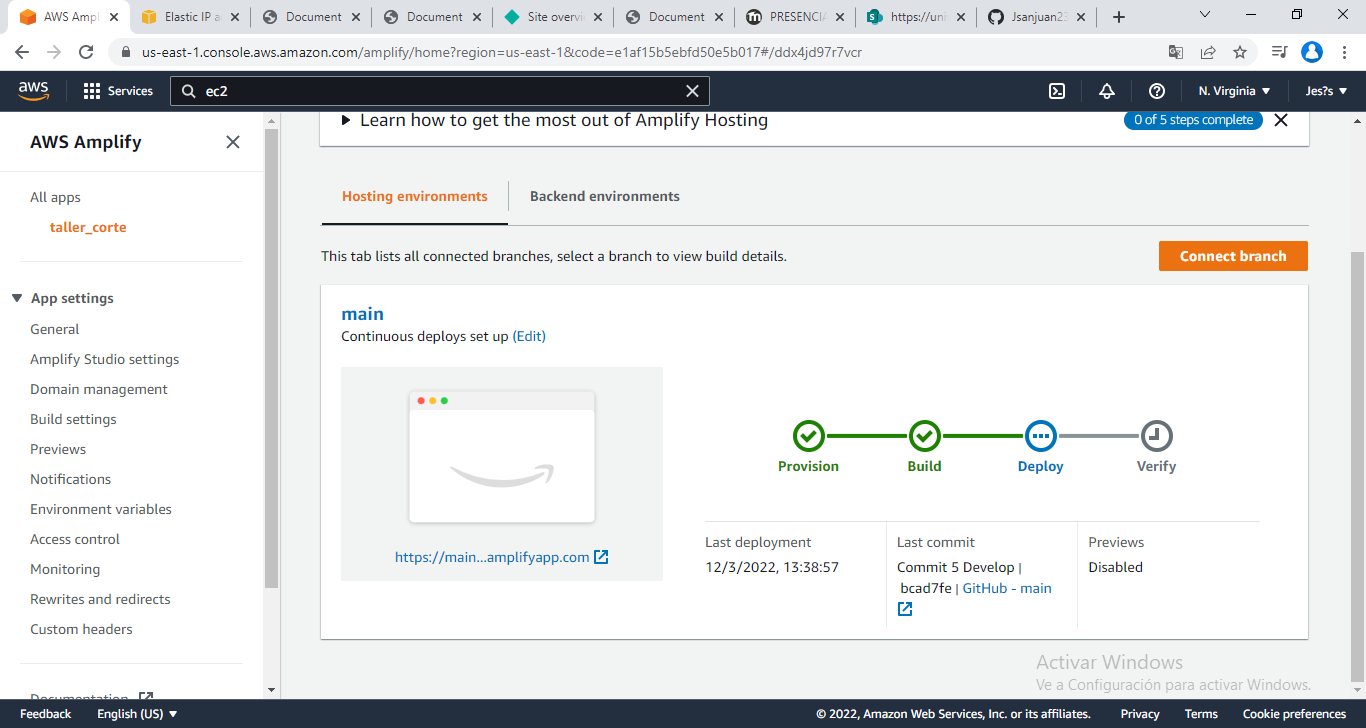 AWS Ampl
Elastic IP a
Document
Document
Site overvi
Document
PRESENCIA
https://uni
Jsanjuan23
us-east-1.console.aws.amazon.com/amplify/home?region=us-east-1&code=e1af15b5ebfd50e5b017#/ddx4jd97r7vcr
aws
Services
ec2
N. Virginia
Jes?s
AWS Amplify
All apps
taller_corte
App settings
General
Amplify Studio settings
Domain management
Build settings
Previews
Notifications
Environment variables
Access control
Monitoring
Rewrites and redirects
Custom headers
Documentation
Learn how to get the most out of Amplify Hosting
0 of 5 steps complete
Hosting environments
Backend environments
This tab lists all connected branches, select a branch to view build details.
Connect branch
main
Continuous deploys set up (Edit)
https://main...amplifyapp.com
Provision
Build
Deploy
Verify
Last deployment
12/3/2022, 13:38:57
Last commit
Commit 5 Develop |
bcad7fe | GitHub - main
Previews
Disabled
Activar Windows
Ve a Configuración para activar Windows.
Feedback
English (US)
© 2022, Amazon Web Services, Inc. or its affiliates.
Privacy
Terms
Cookie preferences